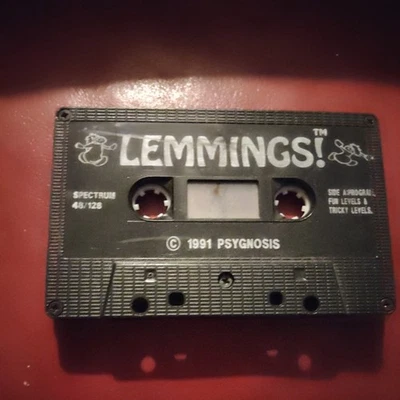 LEMMINGS!™
SPECTRUM
48/128
SIDE A:PROGRAM,
FUN LEVELS &
TRICKY LEVELS.
© 1991 PSYGNOSIS